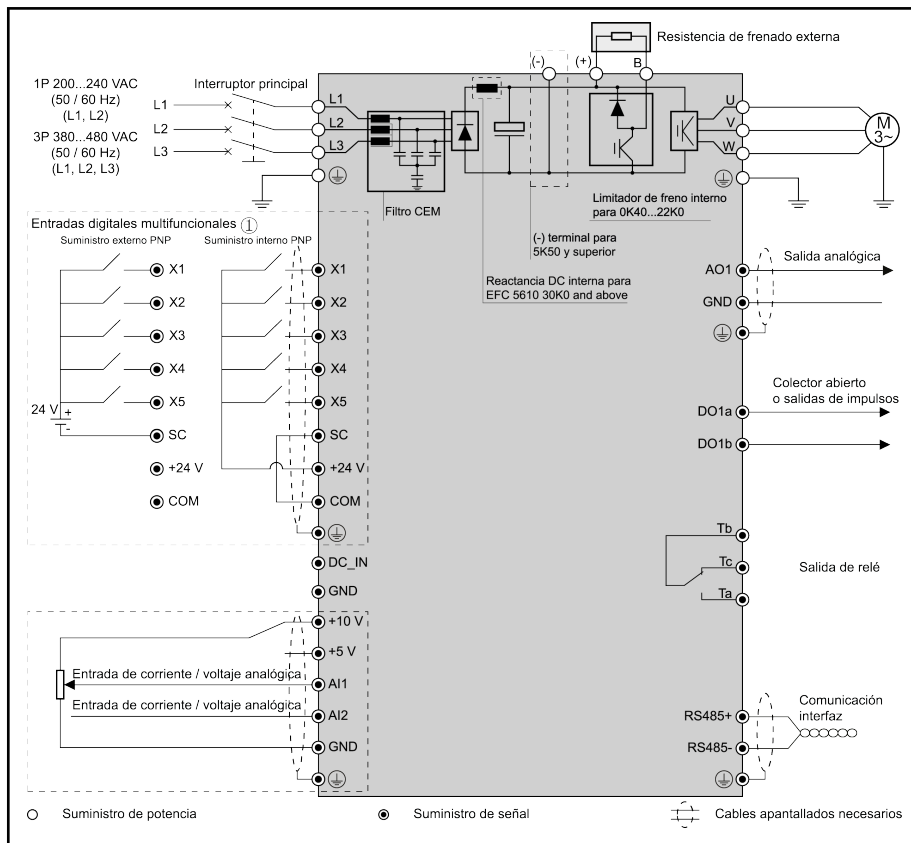 Resistencia de frenado externa
(-)
(+)
B
1P 200...240 VAC
(50 / 60 Hz)
(L1, L2)
3P 380...480 VAC
(50 / 60 Hz)
(L1, L2, L3)
Interruptor principal
L1
L2
L3
L1
L2
L3
U
V
W
M
3~
Filtro CEM
Limitador de freno interno
para 0K40...22K0
(-) terminal para
5K50 y superior
Reactancia DC interna para
EFC 5610 30K0 and above
Entradas digitales multifuncionales ①
Suministro externo PNP
Suministro interno PNP
X1
X2
X3
X4
X5
24 V
+
-
SC
+24 V
COM
X1
X2
X3
X4
X5
SC
+24 V
COM
DC_IN
GND
+10 V
+5 V
Entrada de corriente / voltaje analógica
AI1
Entrada de corriente / voltaje analógica
AI2
GND
AO1
Salida analógica
GND
Colector abierto
o salidas de impulsos
DO1a
DO1b
Tb
Tc
Ta
Salida de relé
RS485+
RS485-
Comunicación
interfaz
Suministro de potencia
Suministro de señal
Cables apantallados necesarios